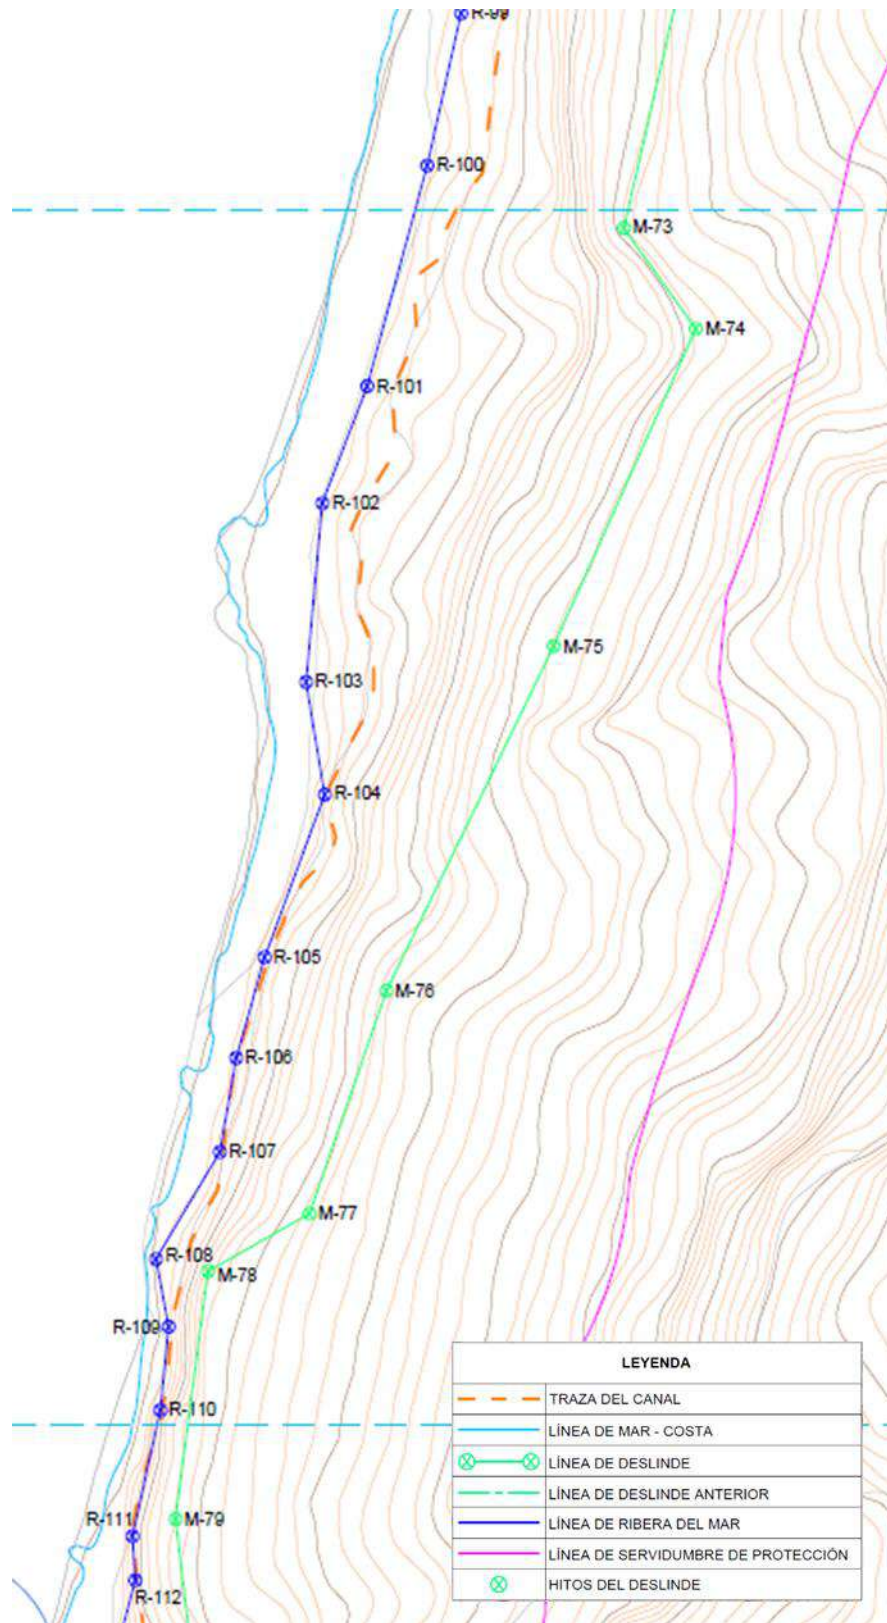 R-99
R-100
M-73
M-74
R-101
R-102
M-75
R-103
R-104
R-105
M-76
R-106
R-107
M-77
R-108
M-78
R-109
R-110
M-79
R-111
R-112
LEYENDA
TRAZA DEL CANAL
LÍNEA DE MAR - COSTA
LÍNEA DE DESLINDE
LÍNEA DE DESLINDE ANTERIOR
LÍNEA DE RIBERA DEL MAR
LÍNEA DE SERVIDUMBRE DE PROTECCIÓN
HITOS DEL DESLINDE